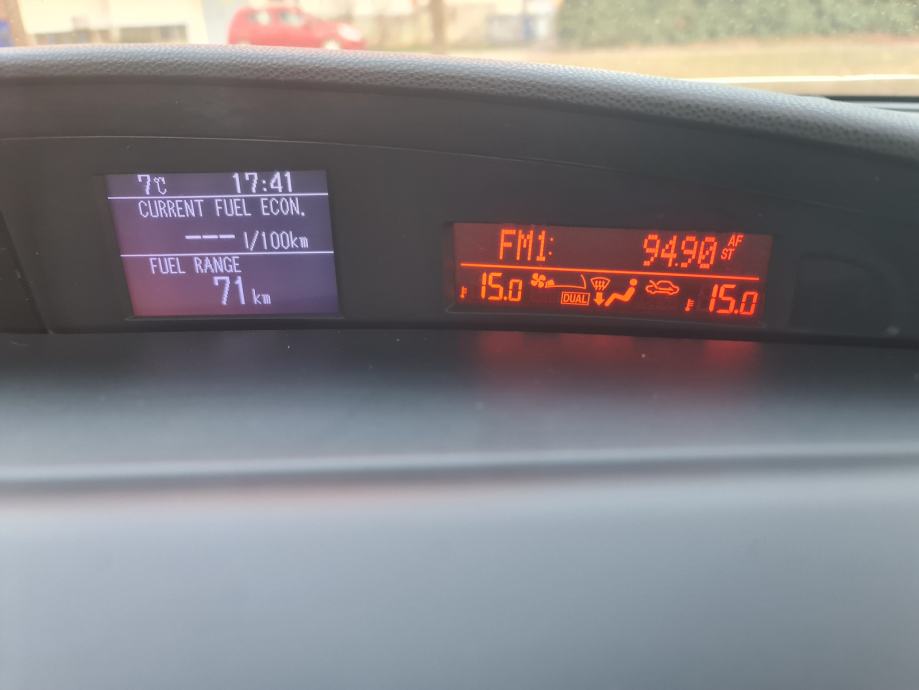 7℃ 17:41
CURRENT FUEL ECON.
--- l/100km
FUEL RANGE
71 km
FM1: 94.90 AF
ST
15.0 DUAL 15.0